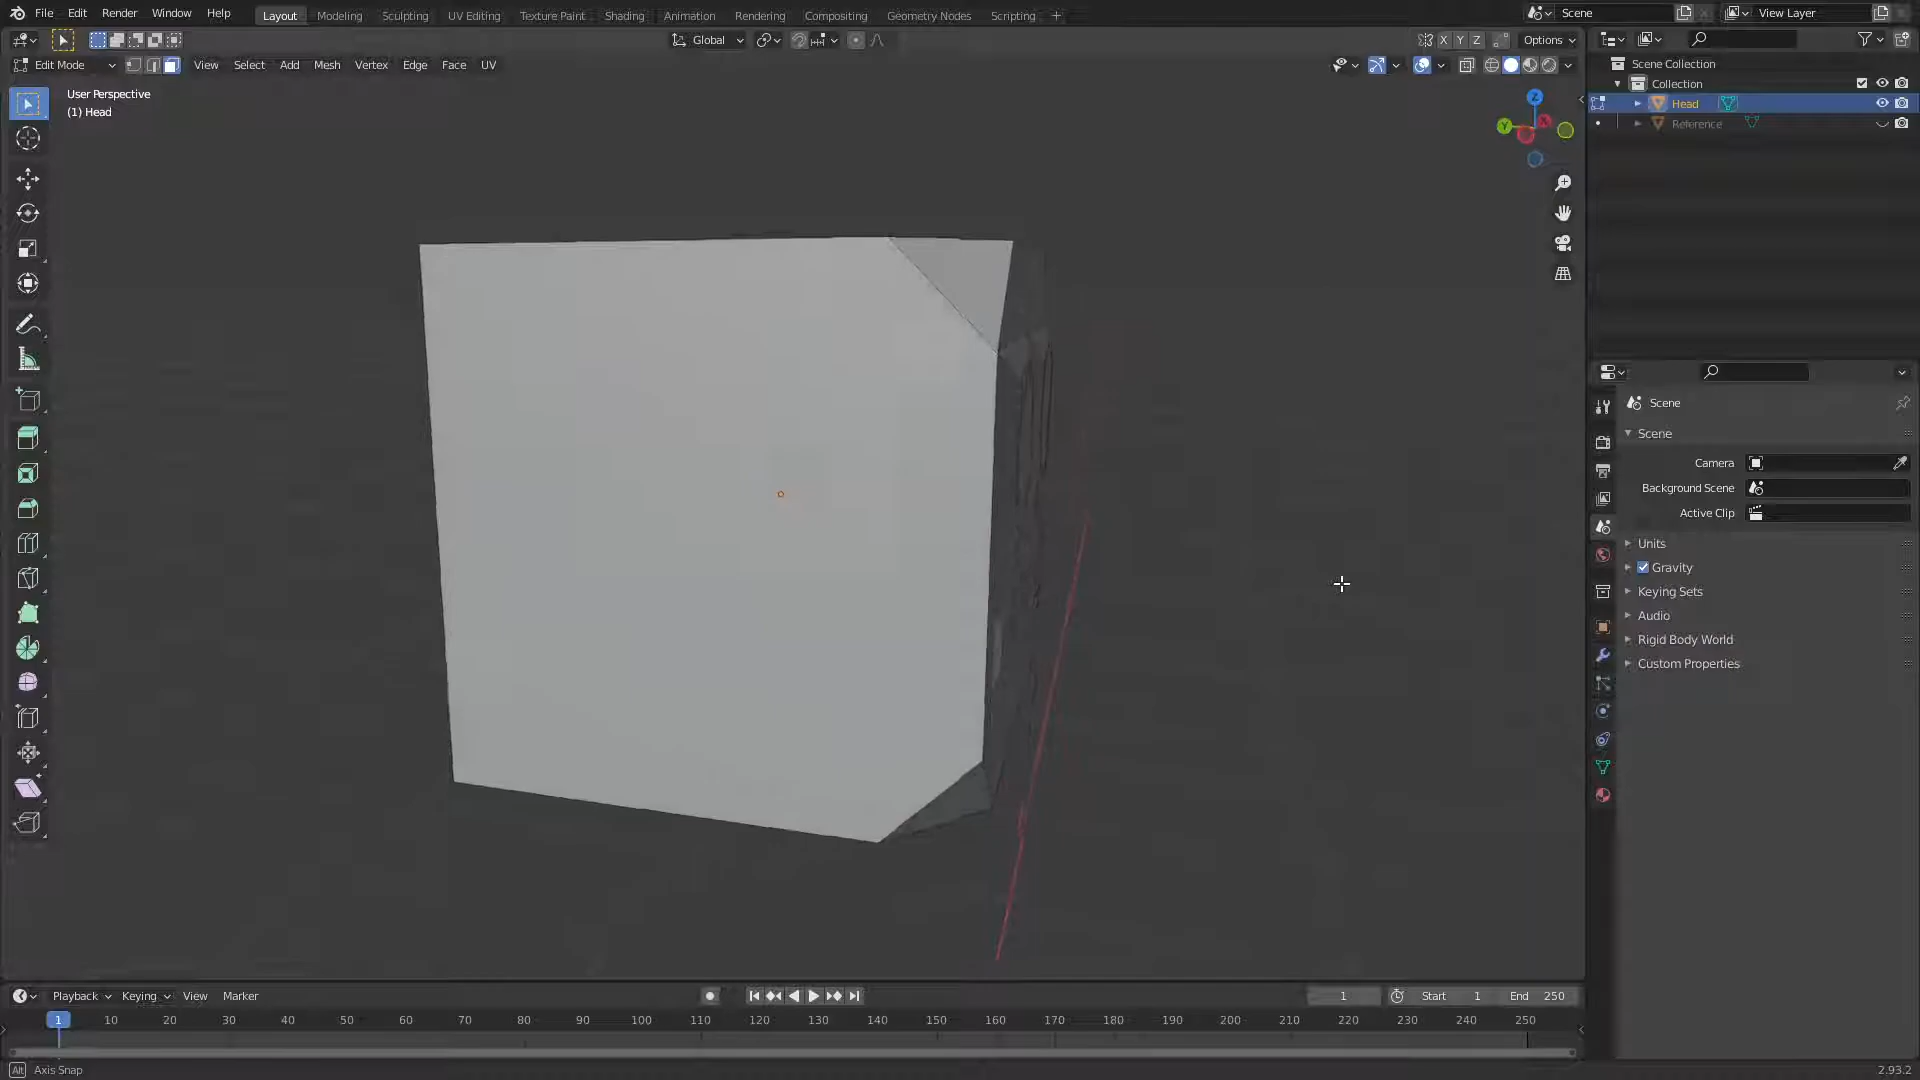 File Edit Render Window Help Layout Modeling Sculpting UV Editing Texture Paint Shading Animation Rendering Compositing Geometry Nodes Scripting + Scene View Layer
Global X Y Z Options
Edit Mode View Select Add Mesh Vertex Edge Face UV
User Perspective
(1) Head
Z
Y
X
Scene Collection
Collection
Head
Reference
Scene
Scene
Camera
Background Scene
Active Clip
Units
Gravity
Keying Sets
Audio
Rigid Body World
Custom Properties
Playback Keying View Marker 1 Start 1 End 250
1 10 20 30 40 50 60 70 80 90 100 110 120 130 140 150 160 170 180 190 200 210 220 230 240 250
Alt Axis Snap 2.93.2